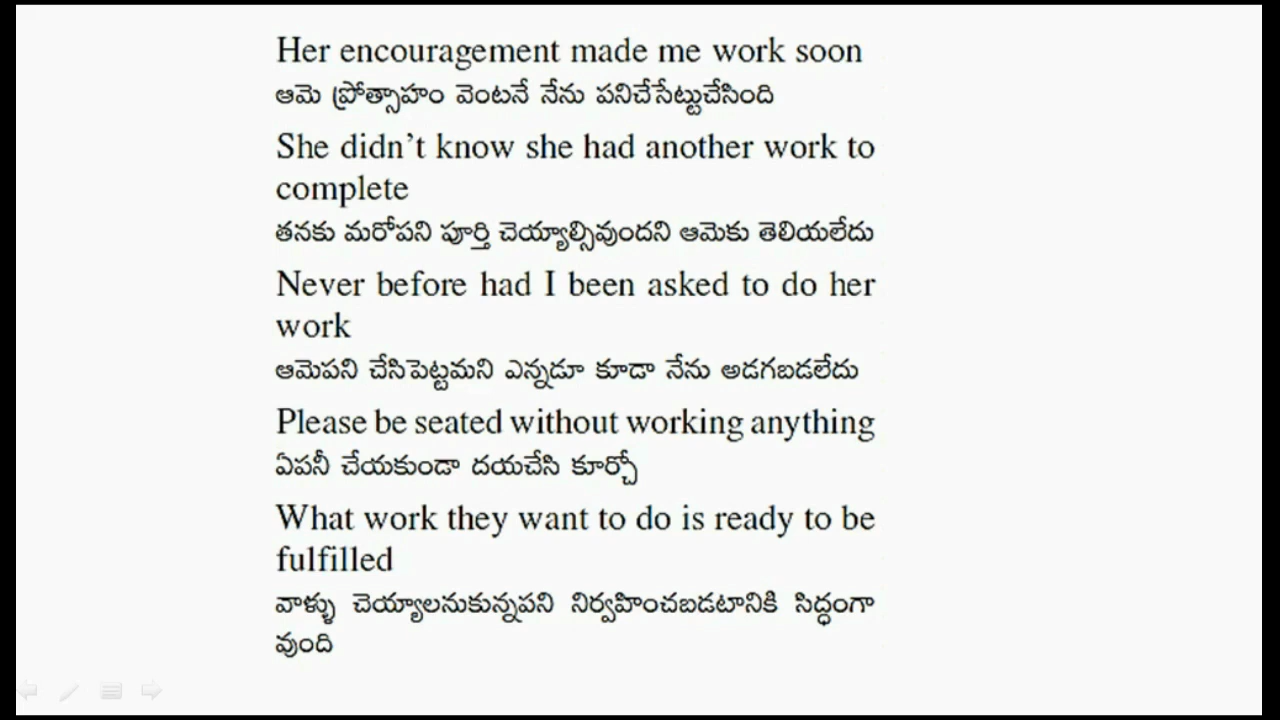 Her encouragement made me work soon
ఆమె ప్రోత్సాహం వెంటనే నేను పనిచేసేట్టుచేసింది
She didn’t know she had another work to
complete
తనకు మరోపని పూర్తి చెయ్యాల్సివుందని ఆమెకు తెలియలేదు
Never before had I been asked to do her
work
ఆమెపని చేసిపెట్టమని ఎన్నడూ కూడా నేను అడగబడలేదు
Please be seated without working anything
ఏపనీ చేయకుండా దయచేసి కూర్చో
What work they want to do is ready to be
fulfilled
వాళ్ళు చెయ్యాలనుకున్నపని నిర్వహించబడటానికి సిద్ధంగా
వుంది